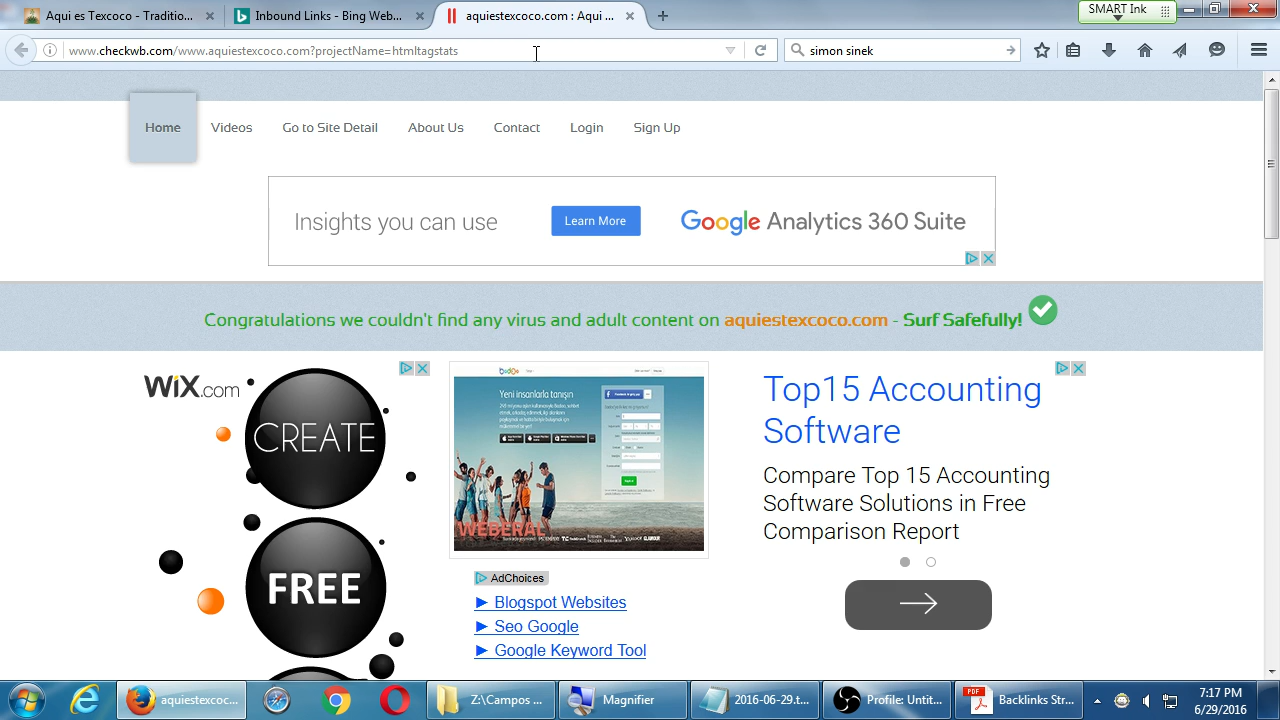 Aqui es Texcoco - Traditio...
Inbound Links - Bing Web...
aquiestexcoco.com : Aqui ...
SMART Ink
www.checkwb.com/www.aquiestexcoco.com?projectName=htmltagstats
simon sinek
Home
Videos
Go to Site Detail
About Us
Contact
Login
Sign Up
Insights you can use
Learn More
Google Analytics 360 Suite
Congratulations we couldn't find any virus and adult content on aquiestexcoco.com - Surf Safefully!
WiX.com
CREATE
FREE
Yeni insanlarla tanışın
WEBERAL
AdChoices
► Blogspot Websites
► Seo Google
► Google Keyword Tool
Top15 Accounting
Software
Compare Top 15 Accounting
Software Solutions in Free
Comparison Report
aquiestexcoc...
Z:\Campos ...
Magnifier
2016-06-29.t...
Profile: Untit...
PDF
Backlinks Str...
7:17 PM
6/29/2016